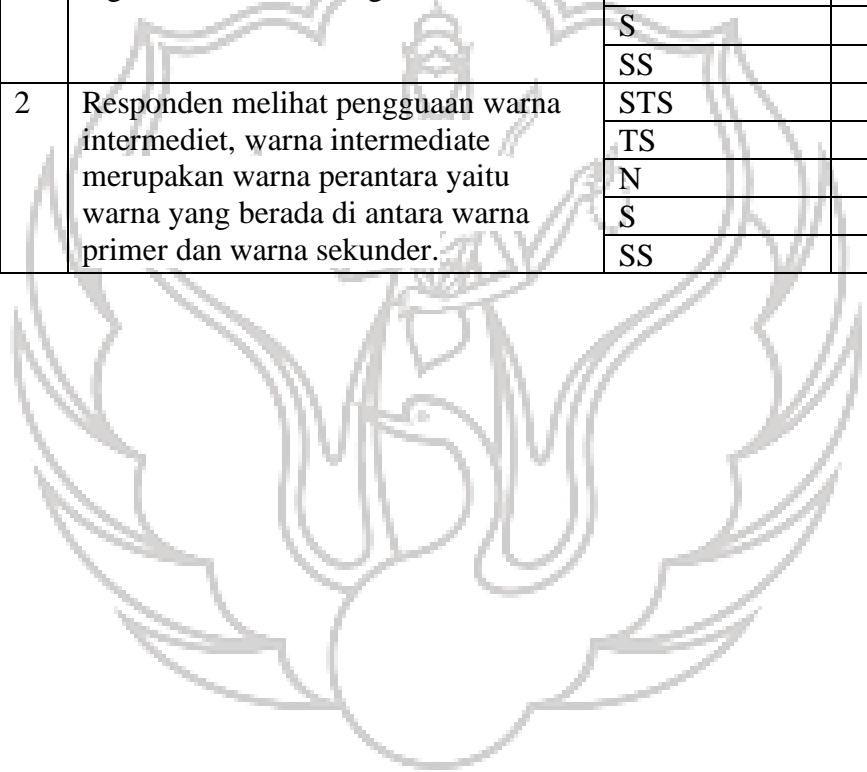 S
SS
2 Responden melihat pengguaan warna STS
intermediet, warna intermediate TS
merupakan warna perantara yaitu N
warna yang berada di antara warna S
primer dan warna sekunder. SS